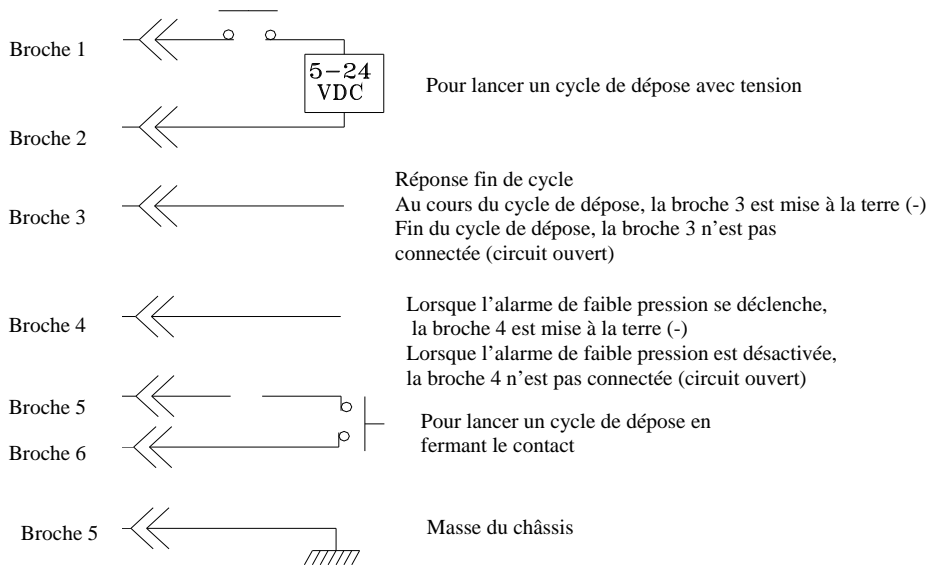 Broche 1
5-24
VDC
Pour lancer un cycle de dépose avec tension
Broche 2
Réponse fin de cycle
Au cours du cycle de dépose, la broche 3 est mise à la terre (-)
Broche 3
Fin du cycle de dépose, la broche 3 n'est pas
connectée (circuit ouvert)
Lorsque l'alarme de faible pression se déclenche,
Broche 4
la broche 4 est mise à la terre (-)
Lorsque l'alarme de faible pression est désactivée,
la broche 4 n'est pas connectée (circuit ouvert)
Broche 5
Pour lancer un cycle de dépose en
fermant le contact
Broche 6
Broche 5
Masse du châssis